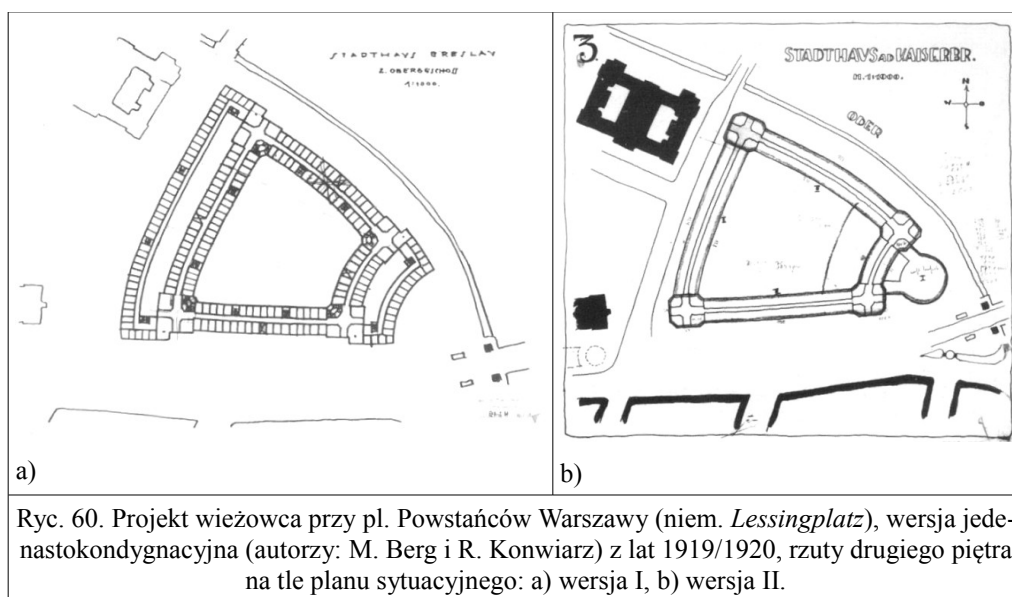 STADTHAUS BRESLAU
2. OBERGESCHOSS
1:1000.
a)
3.
STADTHAUS AD KAISERBR.
M. 1:1000.
N
W
O
S
ODER
b)
Ryc. 60. Projekt wieżowca przy pl. Powstańców Warszawy (niem. Lessingplatz), wersja jede-
nastokondygnacyjna (autorzy: M. Berg i R. Konwiarz) z lat 1919/1920, rzuty drugiego piętra
na tle planu sytuacyjnego: a) wersja I, b) wersja II.